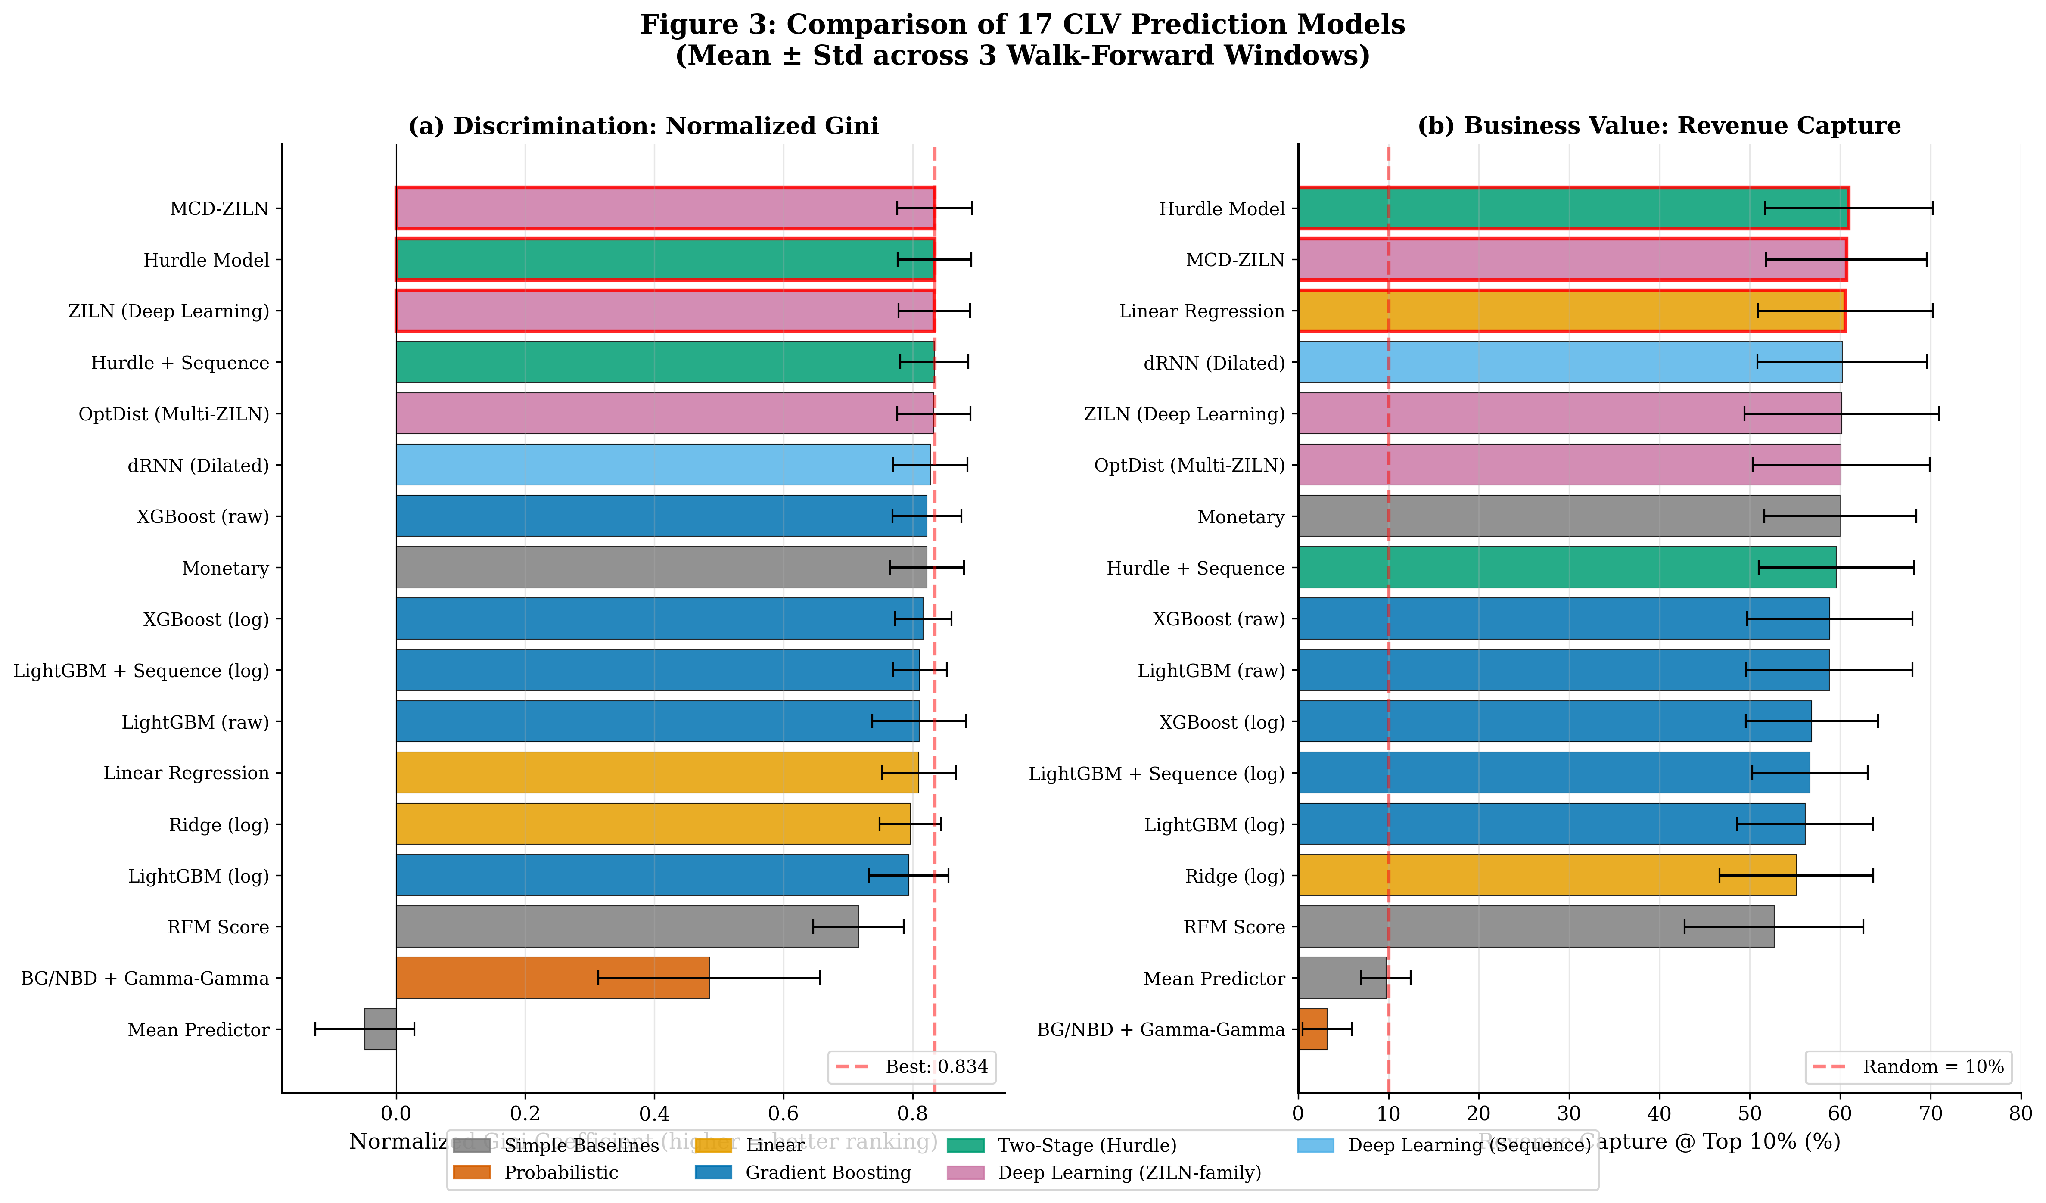 Figure 3: Comparison of 17 CLV Prediction Models
(Mean ± Std across 3 Walk-Forward Windows)
(a) Discrimination: Normalized Gini
MCD-ZILN
Hurdle Model
ZILN (Deep Learning)
Hurdle + Sequence
OptDist (Multi-ZILN)
dRNN (Dilated)
XGBoost (raw)
Monetary
XGBoost (log)
LightGBM + Sequence (log)
LightGBM (raw)
Linear Regression
Ridge (log)
LightGBM (log)
RFM Score
BG/NBD + Gamma-Gamma
Mean Predictor
Best: 0.834
0.0 0.2 0.4 0.6 0.8
Normalized Gini Coefficient (higher = better ranking)
(b) Business Value: Revenue Capture
Hurdle Model
MCD-ZILN
Linear Regression
dRNN (Dilated)
ZILN (Deep Learning)
OptDist (Multi-ZILN)
Monetary
Hurdle + Sequence
XGBoost (raw)
LightGBM (raw)
XGBoost (log)
LightGBM + Sequence (log)
LightGBM (log)
Ridge (log)
RFM Score
Mean Predictor
BG/NBD + Gamma-Gamma
Random = 10%
0 10 20 30 40 50 60 70 80
Revenue Capture @ Top 10% (%)
Simple Baselines Linear Two-Stage (Hurdle) Deep Learning (Sequence)
Probabilistic Gradient Boosting Deep Learning (ZILN-family)